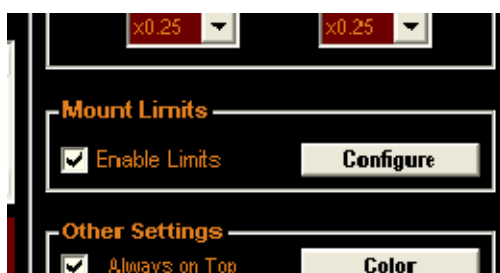 x0.25 x0.25
Mount Limits
Enable Limits Configure
Other Settings
Always on Top Color